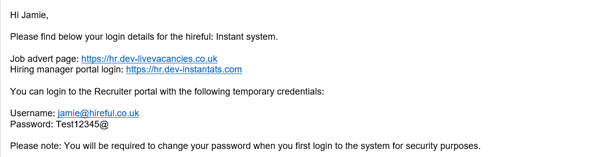 Hi Jamie,
Please find below your login details for the hireful: Instant system.
Job advert page: https://hr.dev-livevacancies.co.uk
Hiring manager portal login: https://hr.dev-instantats.com
You can login to the Recruiter portal with the following temporary credentials:
Username: jamie@hireful.co.uk
Password: Test12345@
Please note: You will be required to change your password when you first login to the system for security purposes.